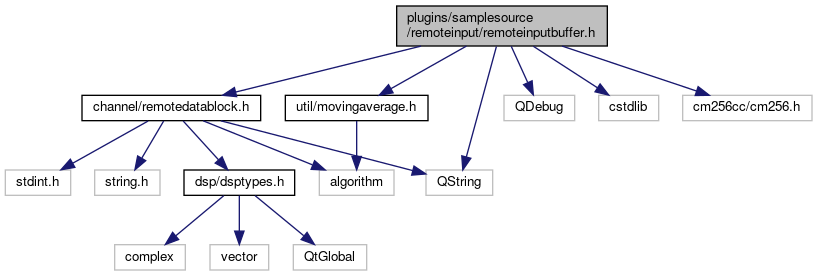 plugins/samplesource
/remoteinput/remoteinputbuffer.h
channel/remotedatablock.h
util/movingaverage.h
QDebug
cstdlib
cm256cc/cm256.h
stdint.h
string.h
dsp/dsptypes.h
algorithm
QString
complex
vector
QtGlobal